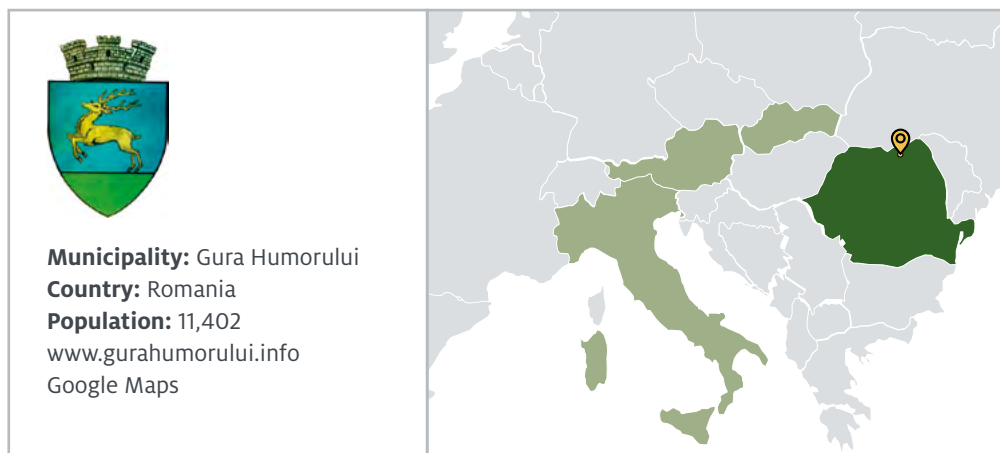 Municipality: Gura Humorului
Country: Romania
Population: 11,402
www.gurahumorului.info
Google Maps